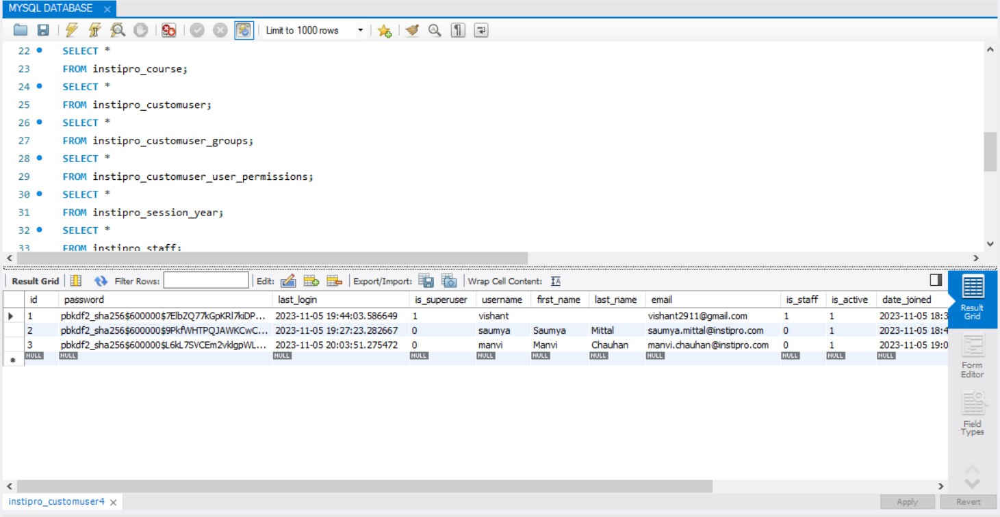 MYSQL DATABASE
Limit to 1000 rows
22 SELECT *
23 FROM instipro_course;
24 SELECT *
25 FROM instipro_customuser;
26 SELECT *
27 FROM instipro_customuser_groups;
28 SELECT *
29 FROM instipro_customuser_user_permissions;
30 SELECT *
31 FROM instipro_session_year;
32 SELECT *
33 FROM instipro_staff;
Result Grid Filter Rows: Edit: Export/Import: Wrap Cell Content: IA
id password last_login is_superuser username first_name last_name email is_staff is_active date_joined
1 pbkdf2_sha256$600000$7ElbZQ77kGpKRl7kiDP... 2023-11-05 19:44:03.586649 1 vishant vishant2911@gmail.com 1 1 2023-11-05 18:3
2 pbkdf2_sha256$600000$9PkfWHTPQJAWKCwC... 2023-11-05 19:27:23.282667 0 saumya Saumya Mittal saumya.mittal@instipro.com 0 1 2023-11-05 18:4
3 pbkdf2_sha256$600000$L6kL7SVCEm2vklgpWL... 2023-11-05 20:03:51.275472 0 manvi Manvi Chauhan manvi.chauhan@instipro.com 0 1 2023-11-05 19:0
NULL NULL NULL NULL NULL NULL NULL NULL NULL NULL NULL
Result
Grid
Form
Editor
Field
Types
instipro_customuser4
Apply Revert